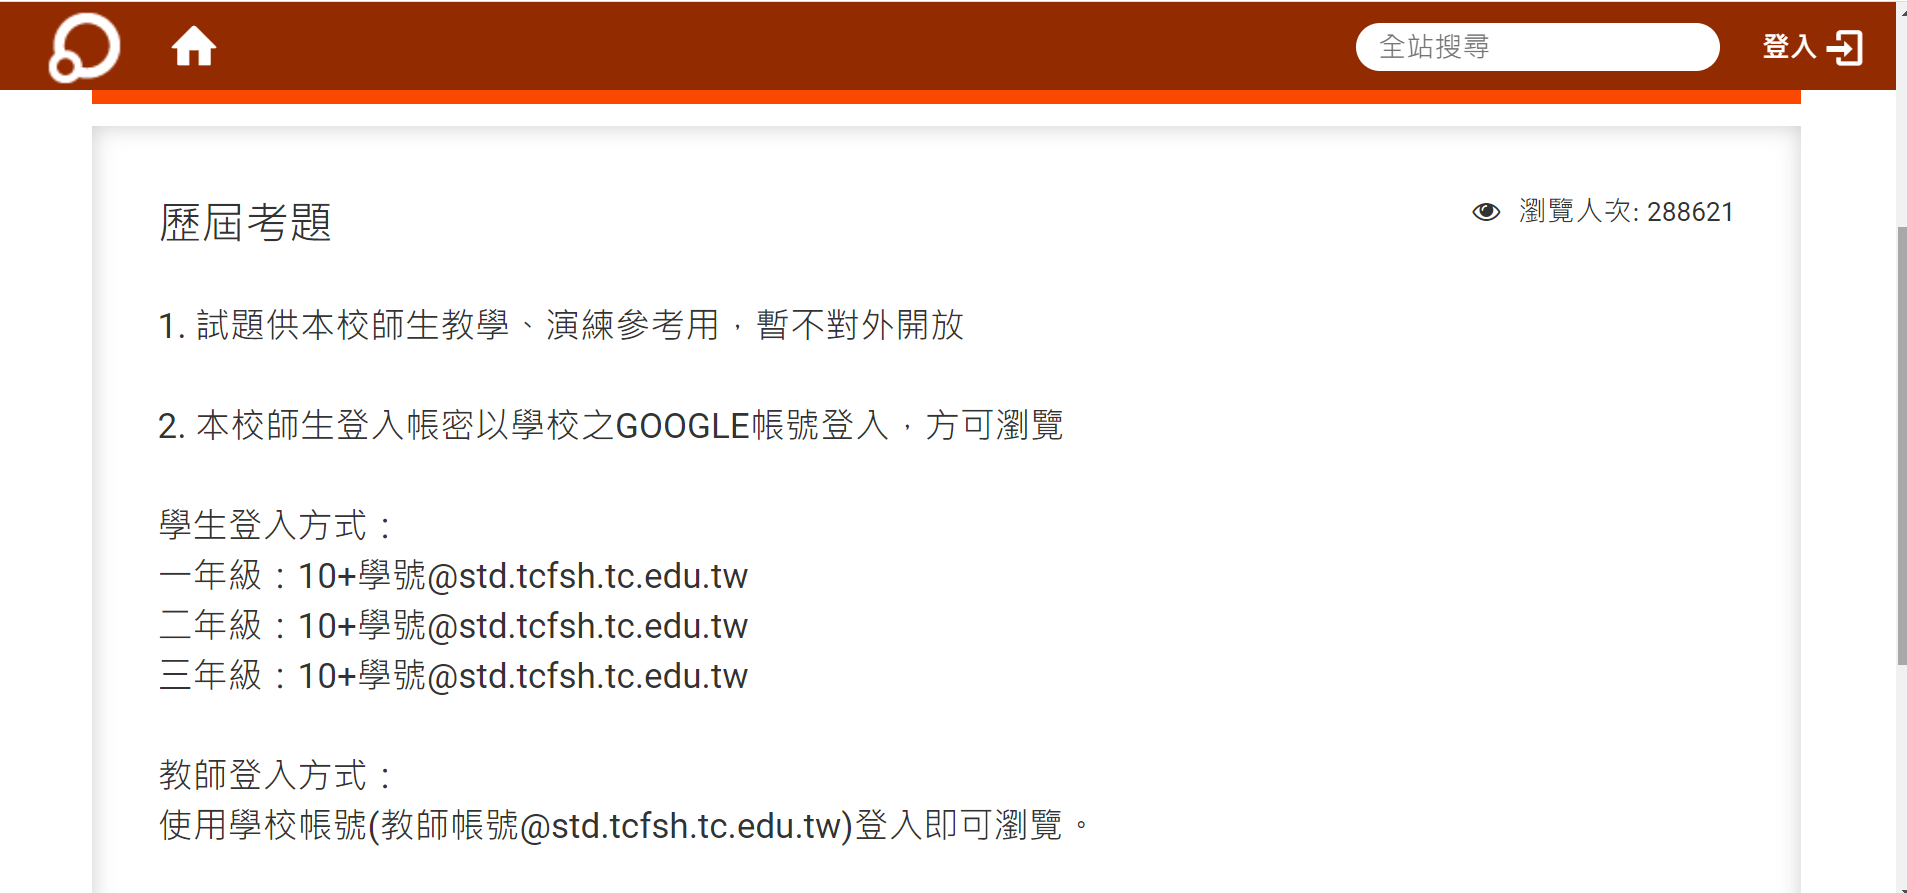 全站搜尋
登入
歷屆考題
瀏覽人次: 288621
1. 試題供本校師生教學、演練參考用，暫不對外開放
2. 本校師生登入帳密以學校之GOOGLE帳號登入，方可瀏覽
學生登入方式：
一年級：10+學號@std.tcfsh.tc.edu.tw
二年級：10+學號@std.tcfsh.tc.edu.tw
三年級：10+學號@std.tcfsh.tc.edu.tw
教師登入方式：
使用學校帳號(教師帳號@std.tcfsh.tc.edu.tw)登入即可瀏覽。